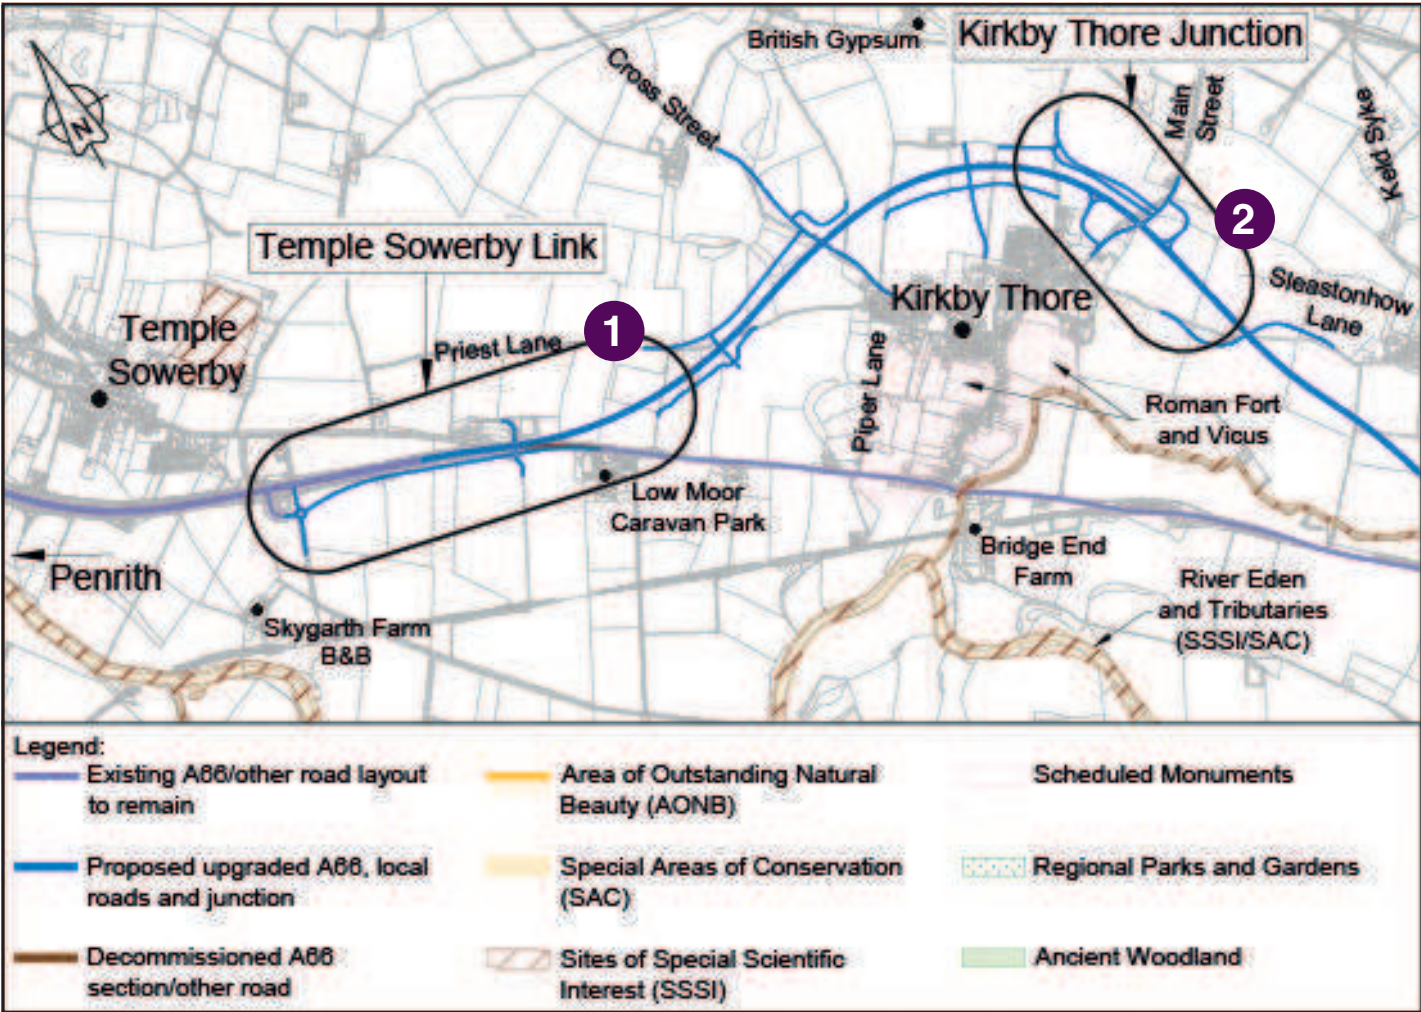 British Gypsum
Kirkby Thore Junction
Cross Street
Main
Street
Keld Syke
2
Temple Sowerby Link
Sleastonhow
Lane
Temple
Sowerby
Priest Lane
1
Kirkby Thore
Piper Lane
Roman Fort
and Vicus
Low Moor
Caravan Park
Penrith
Bridge End
Farm
River Eden
and Tributaries
(SSSI/SAC)
Skygarth Farm
B&B
N
Legend:
Existing A66/other road layout
to remain
Proposed upgraded A66, local
roads and junction
Decommissioned A66
section/other road
Area of Outstanding Natural
Beauty (AONB)
Special Areas of Conservation
(SAC)
Sites of Special Scientific
Interest (SSSI)
Scheduled Monuments
Regional Parks and Gardens
Ancient Woodland